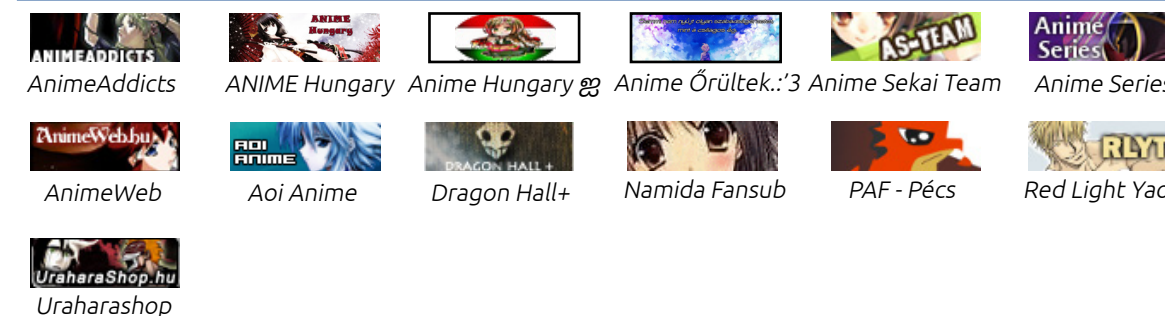 ANIMEADDICTS
ANIME
Hungary
AS-TEAM
Anime
Series
AnimeAddicts
ANIME Hungary
Anime Hungary ஐ
Anime Őrültek.:'3
Anime Sekai Team
Anime Series
AnimeWeb.hu
AOI
ANIME
DRAGON HALL +
RLYT
AnimeWeb
Aoi Anime
Dragon Hall+
Namida Fansub
PAF - Pécs
Red Light
UraharaShop.hu
Uraharashop